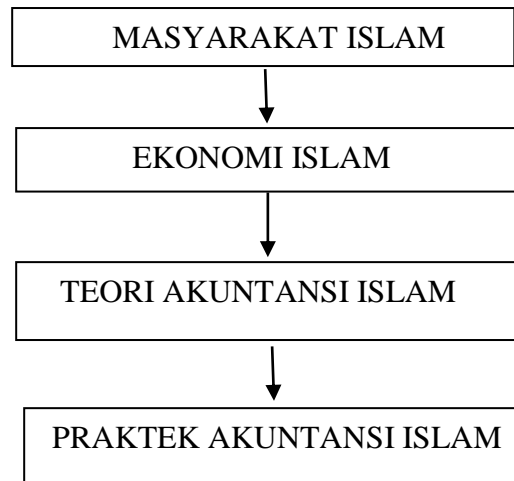 MASYARAKAT ISLAM
EKONOMI ISLAM
TEORI AKUNTANSI ISLAM
PRAKTEK AKUNTANSI ISLAM